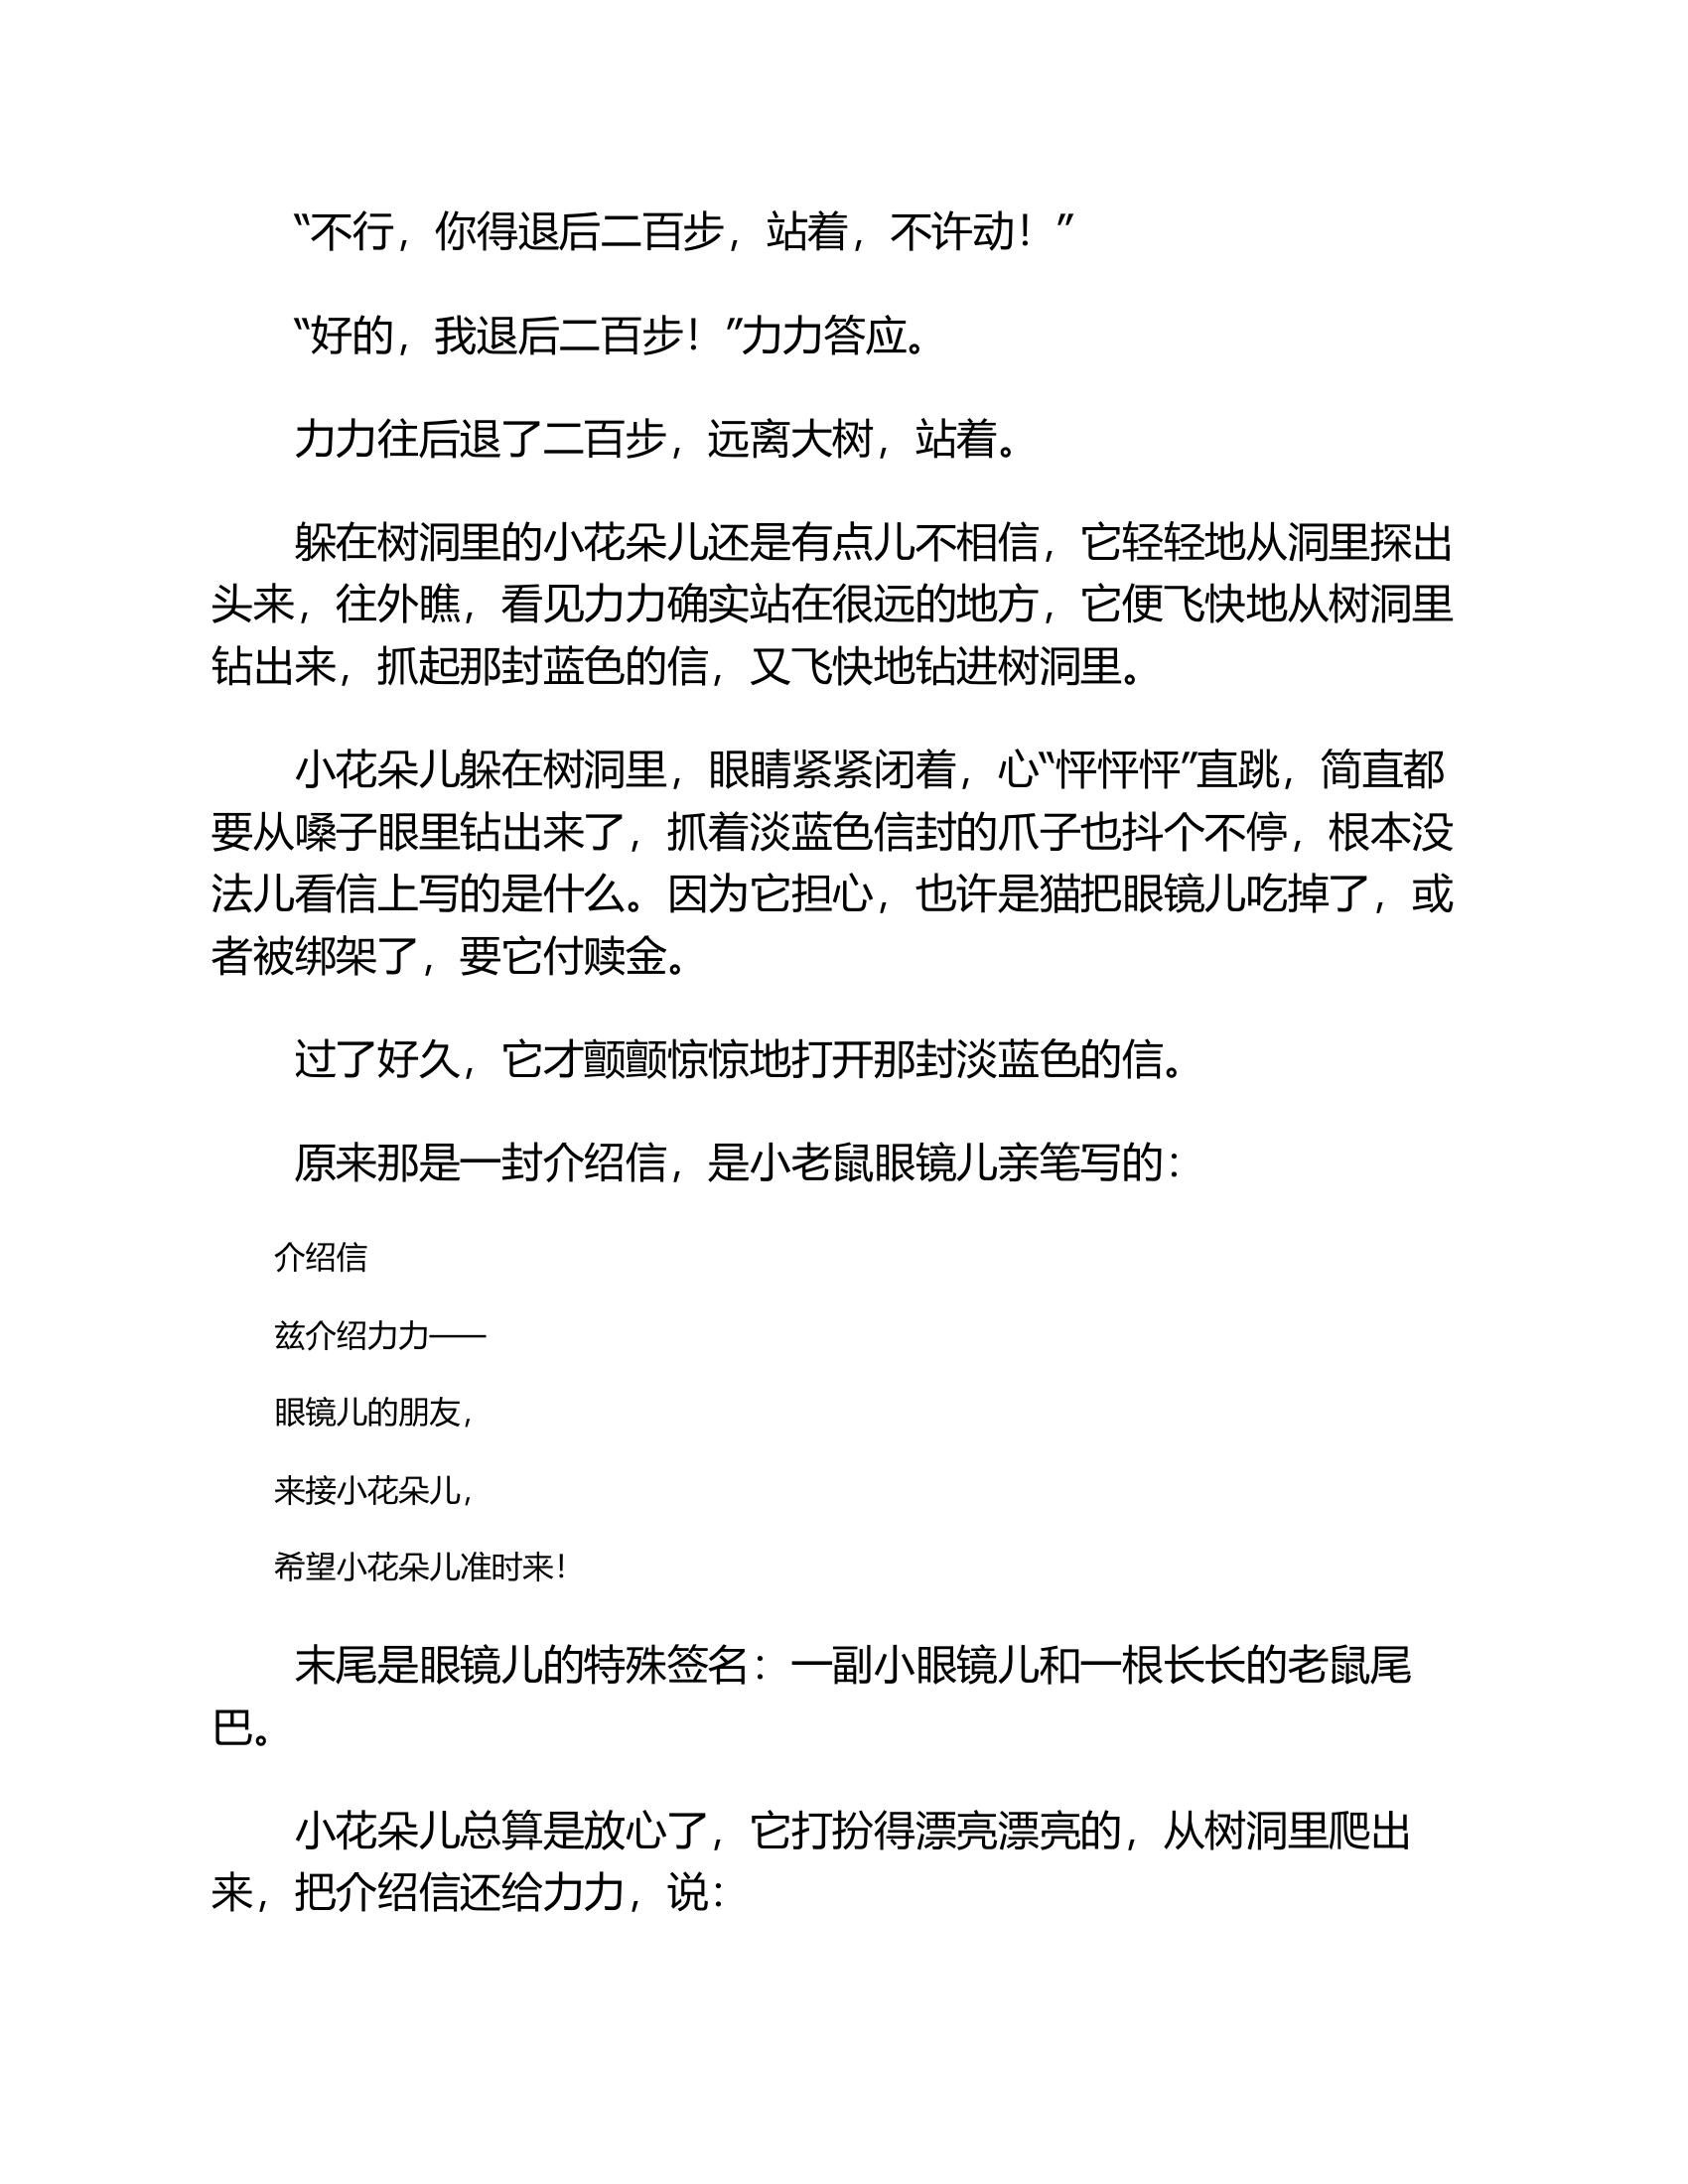 “不行，你得退后二百步，站着，不许动！”
“好的，我退后二百步！”力力答应。
力力往后退了二百步，远离大树，站着。
躲在树洞里的小花朵儿还是有点儿不相信，它轻轻地从洞里探出
头来，往外瞧，看见力力确实站在很远的地方，它便飞快地从树洞里
钻出来，抓起那封蓝色的信，又飞快地钻进树洞里。
小花朵儿躲在树洞里，眼睛紧紧闭着，心“怦怦怦”直跳，简直都
要从嗓子眼里钻出来了，抓着淡蓝色信封的爪子也抖个不停，根本没
法儿看信上写的是什么。因为它担心，也许是猫把眼镜儿吃掉了，或
者被绑架了，要它付赎金。
过了好久，它才颤颤惊惊地打开那封淡蓝色的信。
原来那是一封介绍信，是小老鼠眼镜儿亲笔写的：
介绍信
兹介绍力力——
眼镜儿的朋友，
来接小花朵儿，
希望小花朵儿准时来！
末尾是眼镜儿的特殊签名：一副小眼镜儿和一根长长的老鼠尾
巴。
小花朵儿总算是放心了，它打扮得漂亮漂亮的，从树洞里爬出
来，把介绍信还给力力，说：